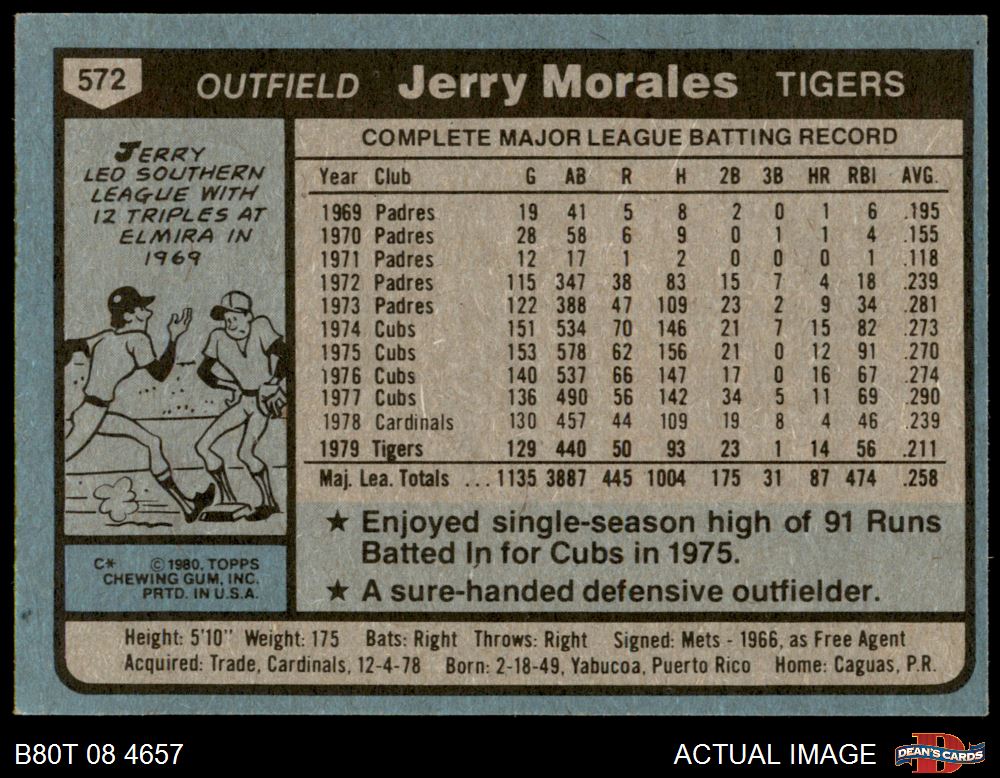 572 OUTFIELD Jerry Morales TIGERS
JERRY
LED SOUTHERN
LEAGUE WITH
12 TRIPLES AT
ELMIRA IN
1969
C* © 1980, TOPPS
CHEWING GUM, INC.
PRTD. IN U.S.A.
COMPLETE MAJOR LEAGUE BATTING RECORD
Year Club G AB R H 2B 3B HR RBI AVG.
1969 Padres 19 41 5 8 2 0 1 6 .195
1970 Padres 28 58 6 9 0 1 1 4 .155
1971 Padres 12 17 1 2 0 0 0 1 .118
1972 Padres 115 347 38 83 15 7 4 18 .239
1973 Padres 122 388 47 109 23 2 9 34 .281
1974 Cubs 151 534 70 146 21 7 15 82 .273
1975 Cubs 153 578 62 156 21 0 12 91 .270
1976 Cubs 140 537 66 147 17 0 16 67 .274
1977 Cubs 136 490 56 142 34 5 11 69 .290
1978 Cardinals 130 457 44 109 19 8 4 46 .239
1979 Tigers 129 440 50 93 23 1 14 56 .211
Maj. Lea. Totals ... 1135 3887 445 1004 175 31 87 474 .258
★ Enjoyed single-season high of 91 Runs
Batted In for Cubs in 1975.
★ A sure-handed defensive outfielder.
Height: 5'10" Weight: 175 Bats: Right Throws: Right Signed: Mets - 1966, as Free Agent
Acquired: Trade, Cardinals, 12-4-78 Born: 2-18-49, Yabucoa, Puerto Rico Home: Caguas, P.R.
B80T 08 4657 ACTUAL IMAGE DEAN'S CARDS